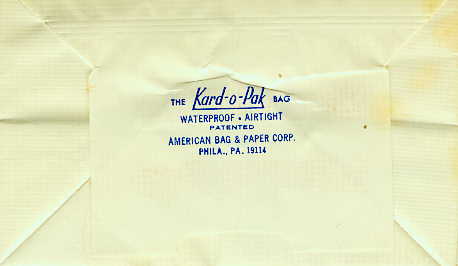 THE Kard-o-Pak BAG
WATERPROOF • AIRTIGHT
PATENTED
AMERICAN BAG & PAPER CORP.
PHILA., PA. 19114